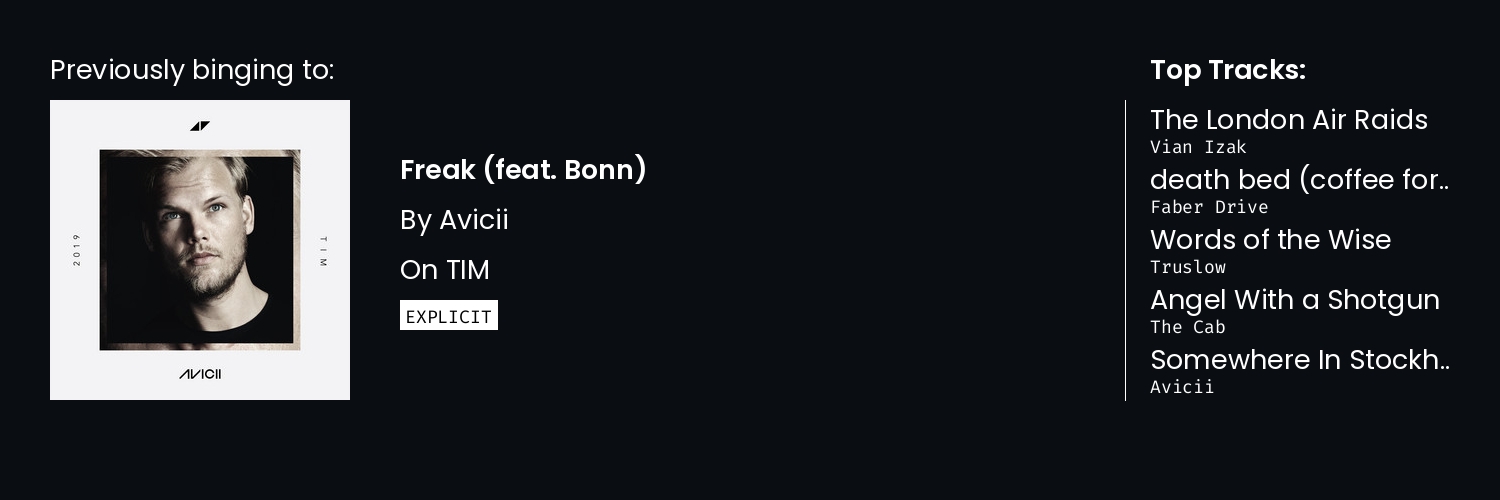 Previously binging to:
2019
TIM
AVICII
Freak (feat. Bonn)
By Avicii
On TIM
EXPLICIT
Top Tracks:
The London Air Raids
Vian Izak
death bed (coffee for..
Faber Drive
Words of the Wise
Truslow
Angel With a Shotgun
The Cab
Somewhere In Stockh..
Avicii